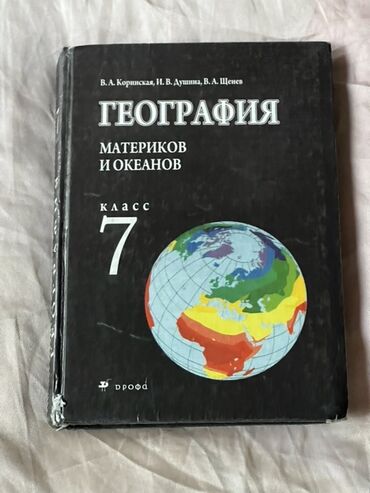 В. А. Коринская, И. В. Душина, В. А. Щенев
ГЕОГРАФИЯ
МАТЕРИКОВ
И ОКЕАНОВ
класс
7
дрофа